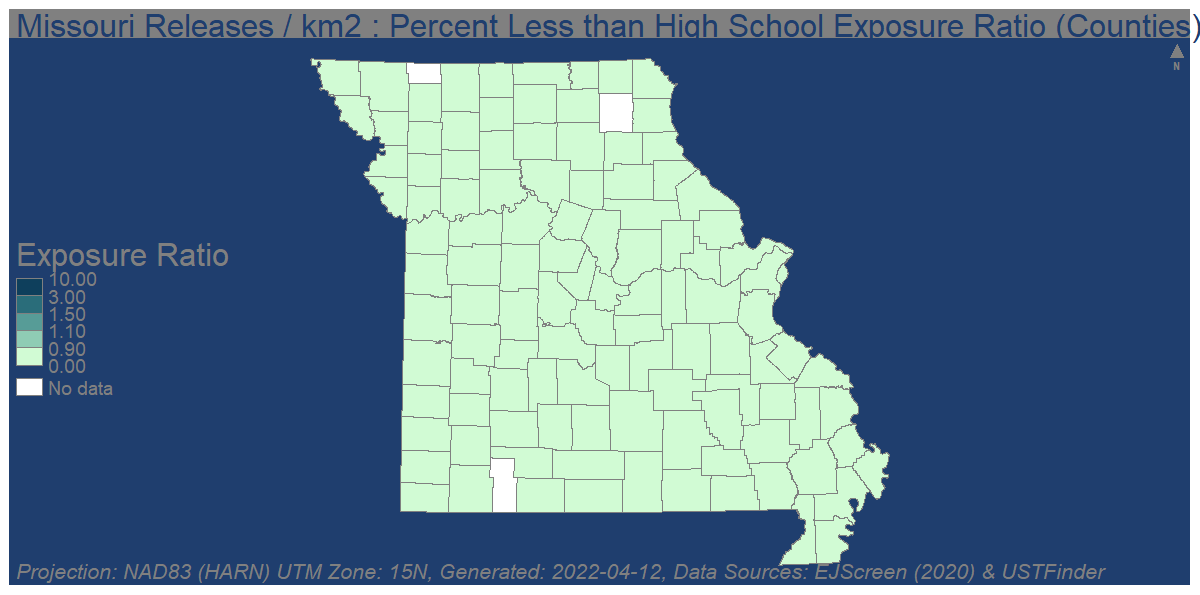 Missouri Releases / km2 : Percent Less than High School Exposure Ratio (Counties)
N
Exposure Ratio
10.00
3.00
1.50
1.10
0.90
0.00
No data
Projection: NAD83 (HARN) UTM Zone: 15N, Generated: 2022-04-12, Data Sources: EJScreen (2020) & USTFinder